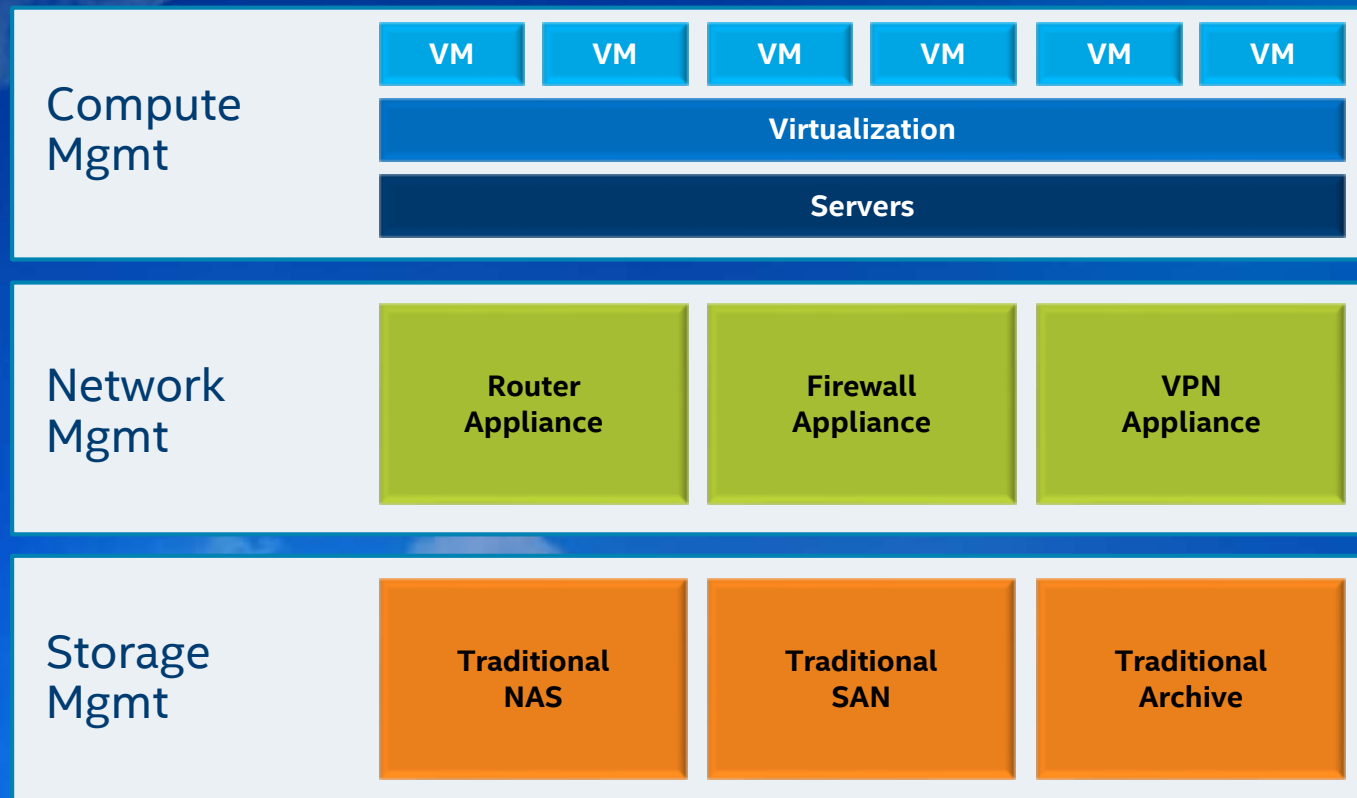 VM VM VM VM VM VM
Compute
Mgmt
Virtualization
Servers
Network
Mgmt
Router
Appliance
Firewall
Appliance
VPN
Appliance
Storage
Mgmt
Traditional
NAS
Traditional
SAN
Traditional
Archive